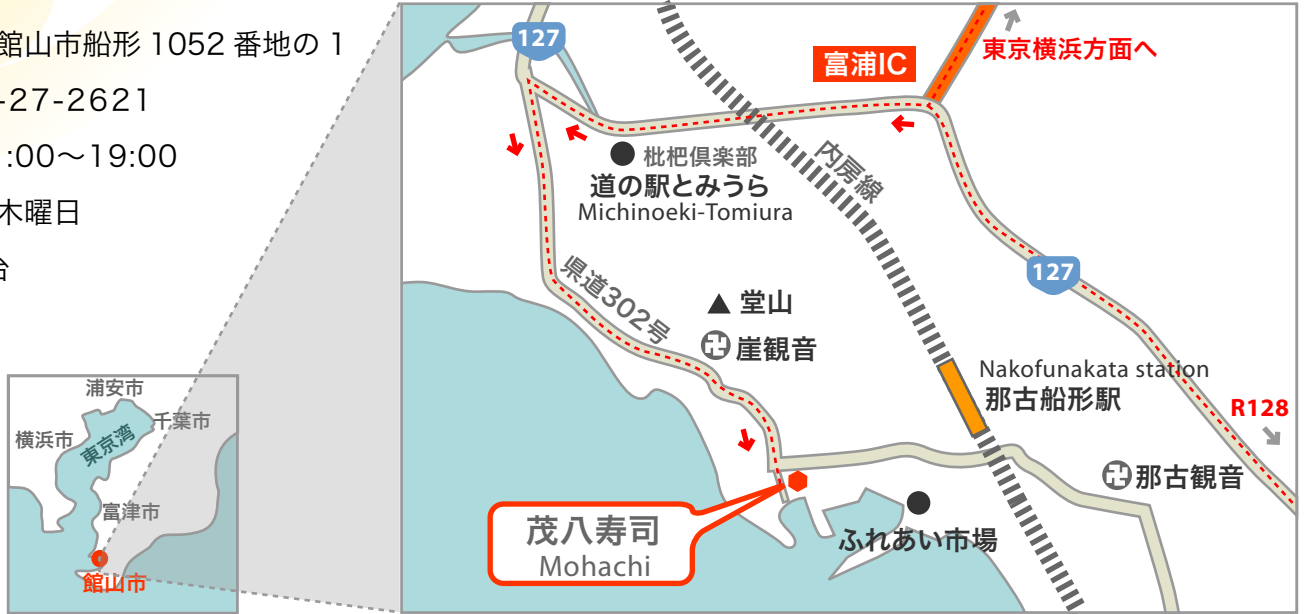 館山市船形 1052 番地の 1
-27-2621
:00〜19:00
木曜日
127
富浦IC
東京横浜方面へ
枇杷倶楽部
道の駅とみうら
Michinoeki-Tomiura
内房線
127
県道302号
堂山
崖観音
Nakofunakata station
那古船形駅
R128
那古観音
茂八寿司
Mohachi
ふれあい市場
浦安市
千葉市
横浜市
東京湾
富津市
館山市